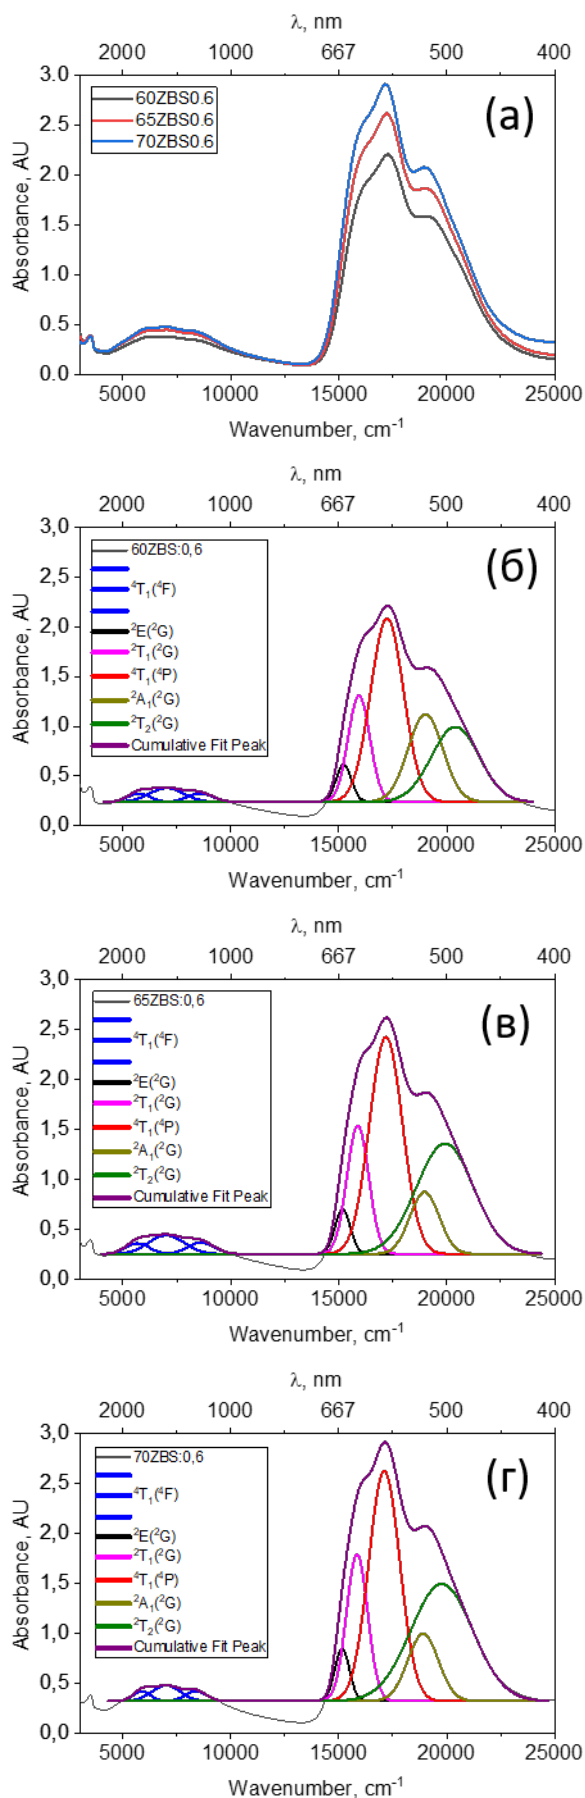 λ, nm
2000 1000 667 500 400
3.0
2.5
2.0
1.5
1.0
0.5
0.0
Absorbance, AU
60ZBS0.6
65ZBS0.6
70ZBS0.6
(а)
5000 10000 15000 20000 25000
Wavenumber, cm⁻¹
λ, nm
2000 1000 667 500 400
3,0
2,5
2,0
1,5
1,0
0,5
0,0
Absorbance, AU
60ZBS:0,6
⁴T₁(⁴F)
²E(²G)
²T₁(²G)
⁴T₁(⁴P)
²A₁(²G)
²T₂(²G)
Cumulative Fit Peak
(б)
5000 10000 15000 20000 25000
Wavenumber, cm⁻¹
λ, nm
2000 1000 667 500 400
3,0
2,5
2,0
1,5
1,0
0,5
0,0
Absorbance, AU
65ZBS:0,6
⁴T₁(⁴F)
²E(²G)
²T₁(²G)
⁴T₁(⁴P)
²A₁(²G)
²T₂(²G)
Cumulative Fit Peak
(в)
5000 10000 15000 20000 25000
Wavenumber, cm⁻¹
λ, nm
2000 1000 667 500 400
3,0
2,5
2,0
1,5
1,0
0,5
0,0
Absorbance, AU
70ZBS:0,6
⁴T₁(⁴F)
²E(²G)
²T₁(²G)
⁴T₁(⁴P)
²A₁(²G)
²T₂(²G)
Cumulative Fit Peak
(г)
5000 10000 15000 20000 25000
Wavenumber, cm⁻¹